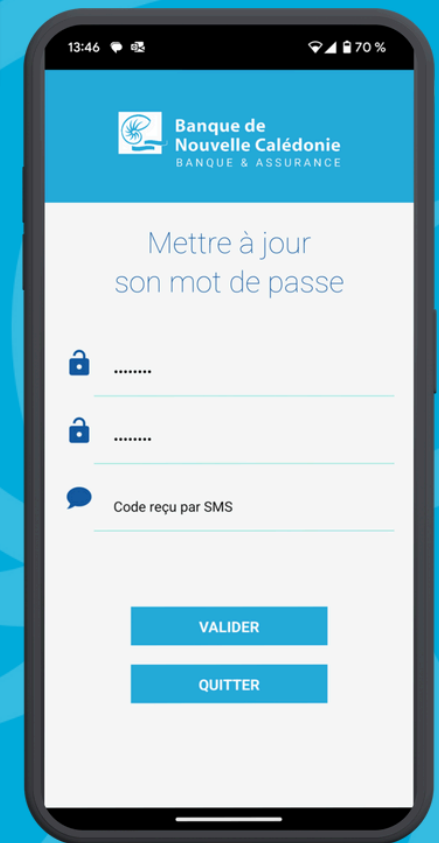 13:46
70 %
Banque de
Nouvelle Calédonie
BANQUE & ASSURANCE
Mettre à jour
son mot de passe
........
........
Code reçu par SMS
VALIDER
QUITTER